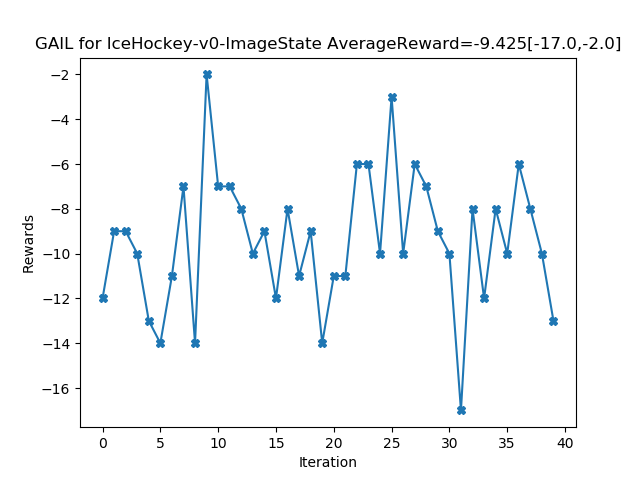 GAIL for IceHockey-v0-ImageState AverageReward=-9.425[-17.0,-2.0]
−2
−4
−6
−8
−10
−12
−14
−16
Rewards
0 5 10 15 20 25 30 35 40
Iteration